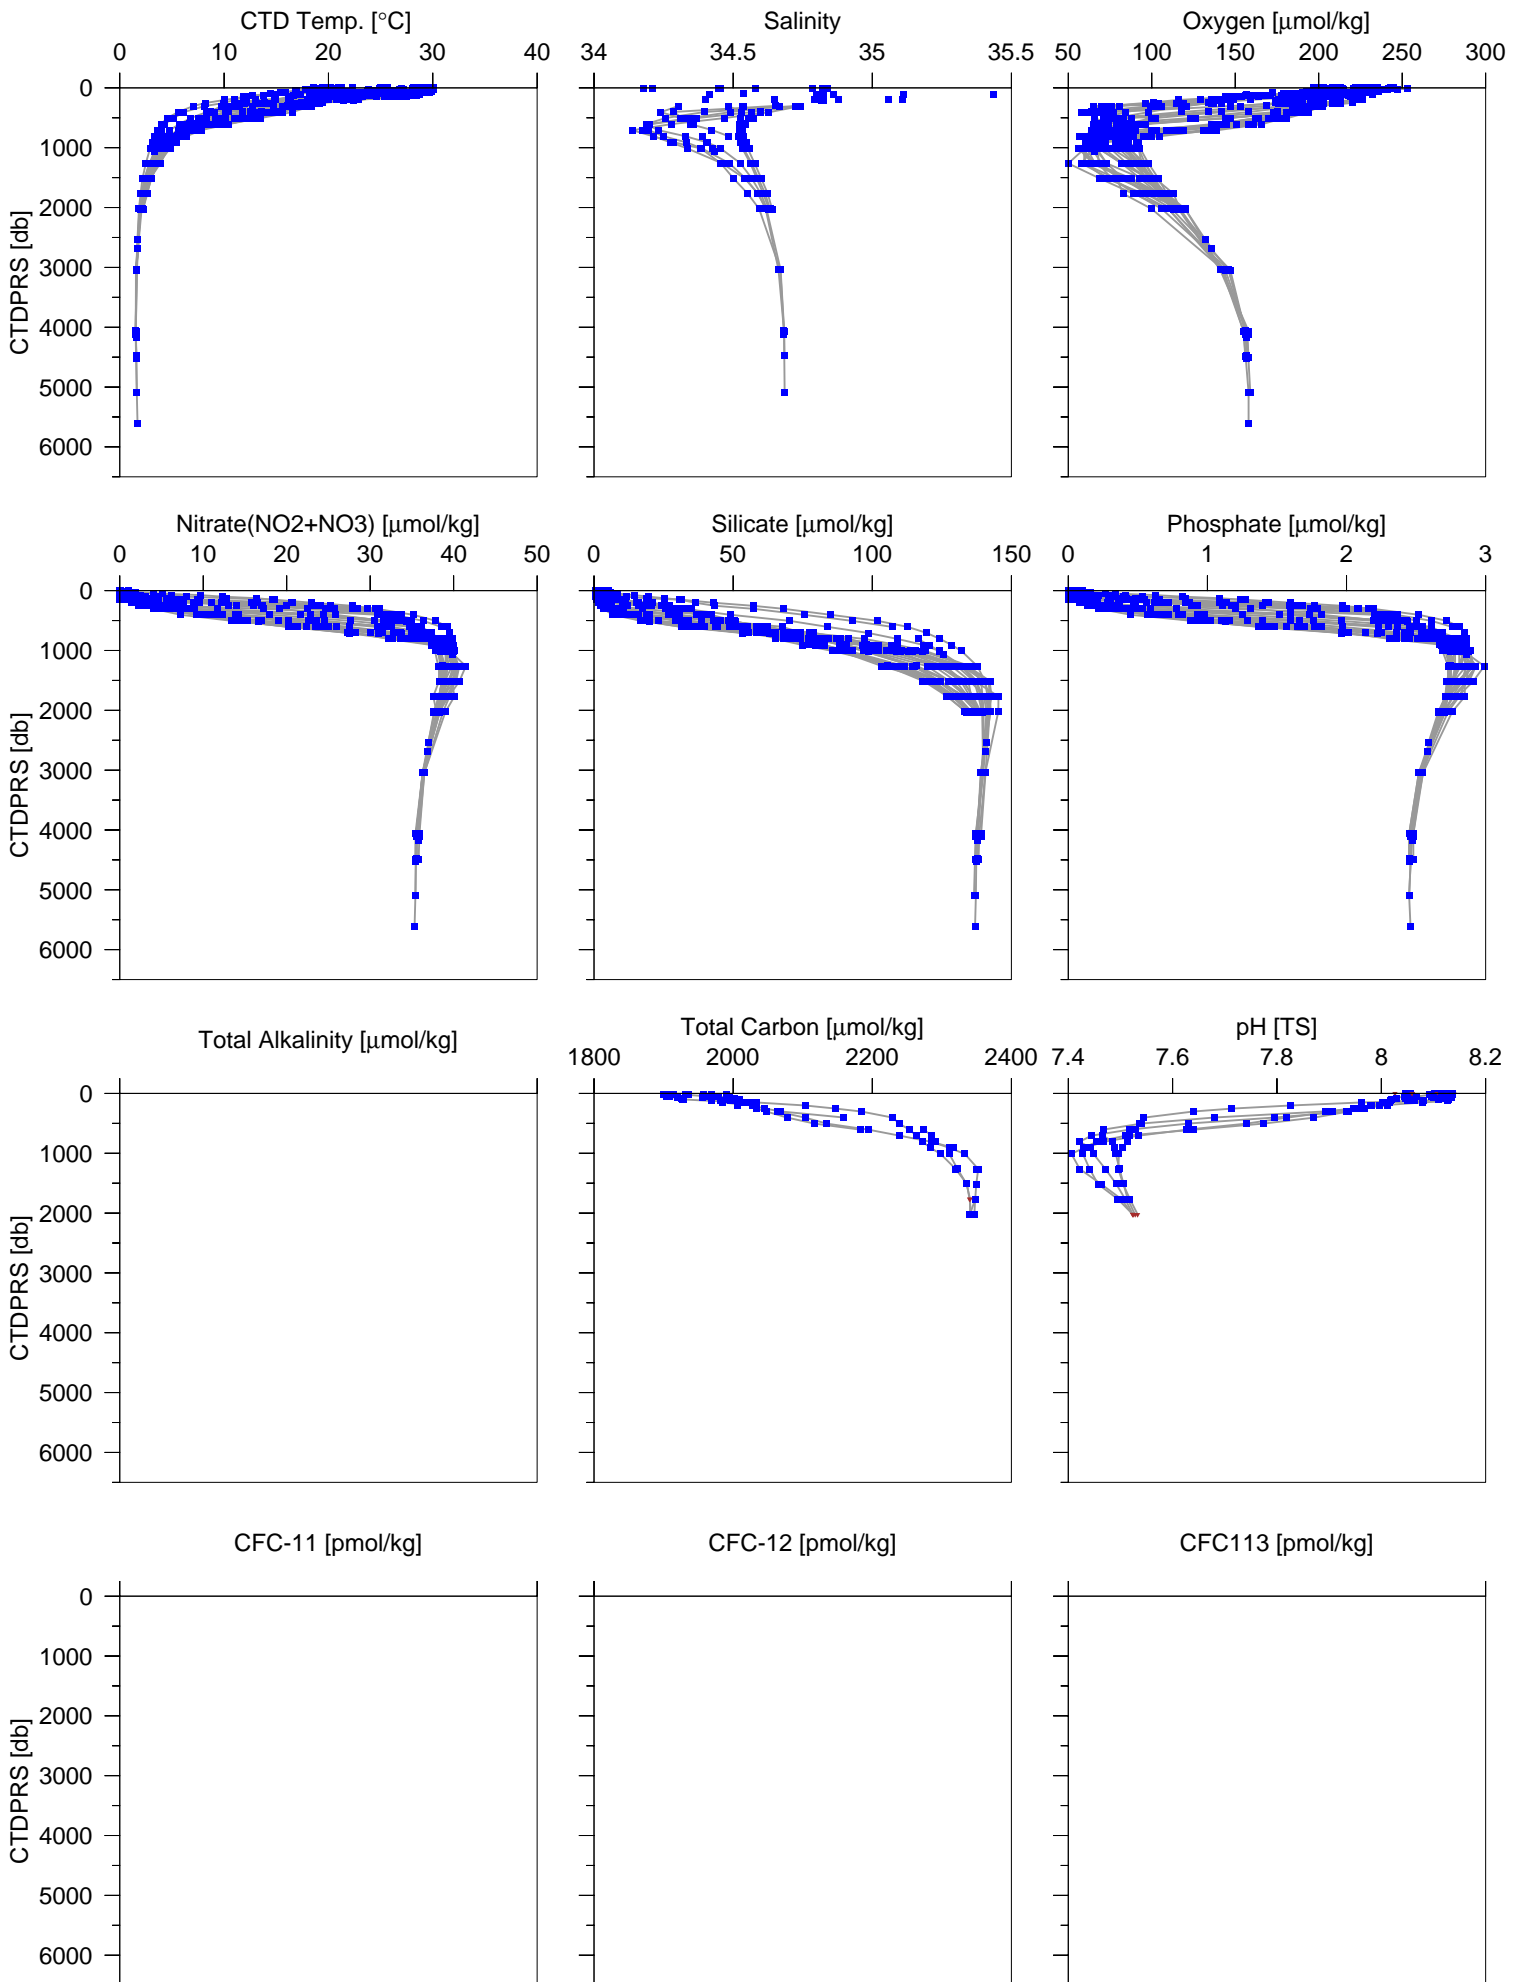 CTD Temp. [°C] Salinity Oxygen [μmol/kg]
0 10 20 30 40 34 34.5 35 35.5 50 100 150 200 250 300
0
1000
2000
3000
4000
5000
6000
CTDPRS [db]
Nitrate(NO2+NO3) [μmol/kg] Silicate [μmol/kg] Phosphate [μmol/kg]
0 10 20 30 40 50 0 50 100 150 0 1 2 3
0
1000
2000
3000
4000
5000
6000
CTDPRS [db]
Total Alkalinity [μmol/kg] Total Carbon [μmol/kg] pH [TS]
1800 2000 2200 2400 7.4 7.6 7.8 8 8.2
0
1000
2000
3000
4000
5000
6000
CTDPRS [db]
CFC-11 [pmol/kg] CFC-12 [pmol/kg] CFC113 [pmol/kg]
0
1000
2000
3000
4000
5000
6000
CTDPRS [db]